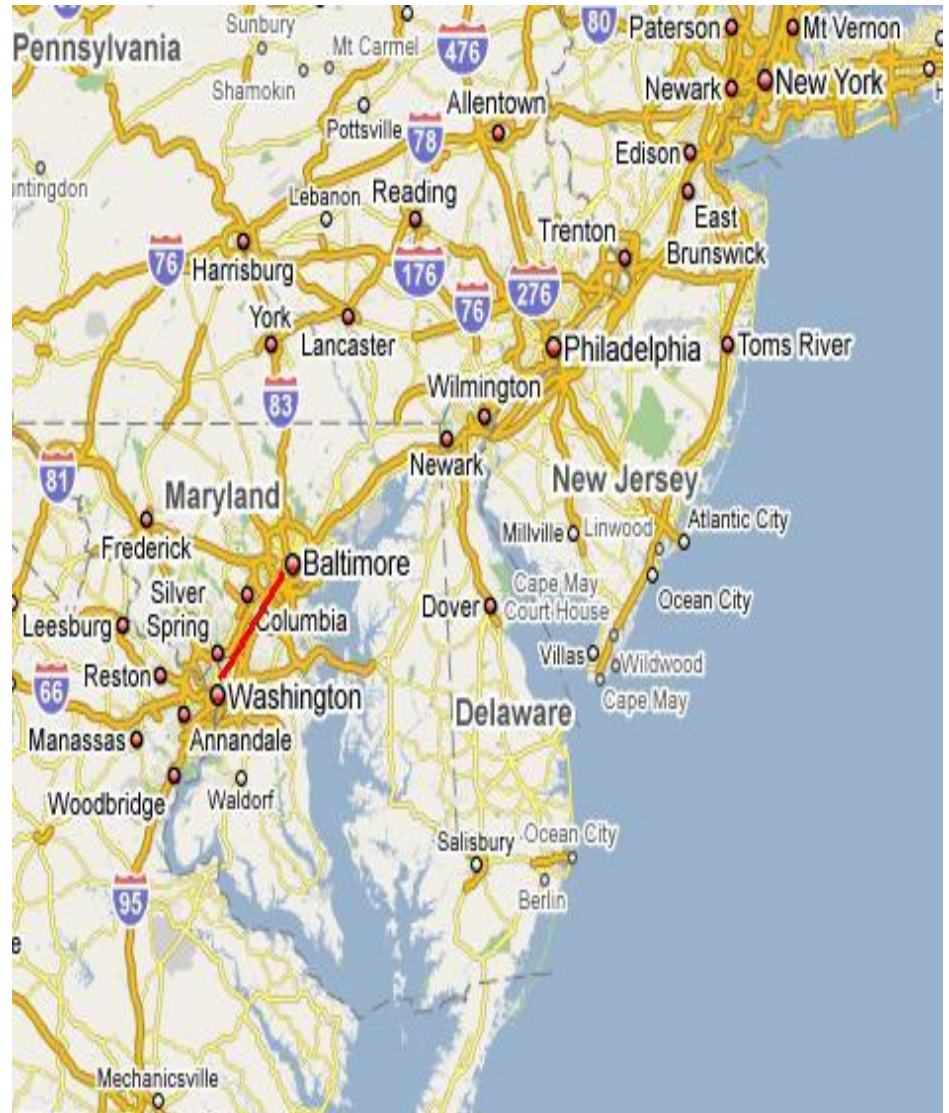 Sunbury
Pennsylvania
Mt Carmel
476
80
Paterson
Mt Vernon
Shamokin
Newark
New York
Pottsville
Allentown
78
Edison
Lebanon
Reading
East
Brunswick
Trenton
76
Harrisburg
176
76
276
York
Lancaster
Philadelphia
Toms River
Wilmington
83
Newark
81
Maryland
New Jersey
Frederick
Millville
Linwood
Atlantic City
Baltimore
Silver
Spring
Columbia
Cape May
Court House
Ocean City
Leesburg
Dover
Villas
Wildwood
Reston
66
Washington
Cape May
Delaware
Manassas
Annandale
Woodbridge
Waldorf
Salisbury
Ocean City
Berlin
95
Mechanicsville